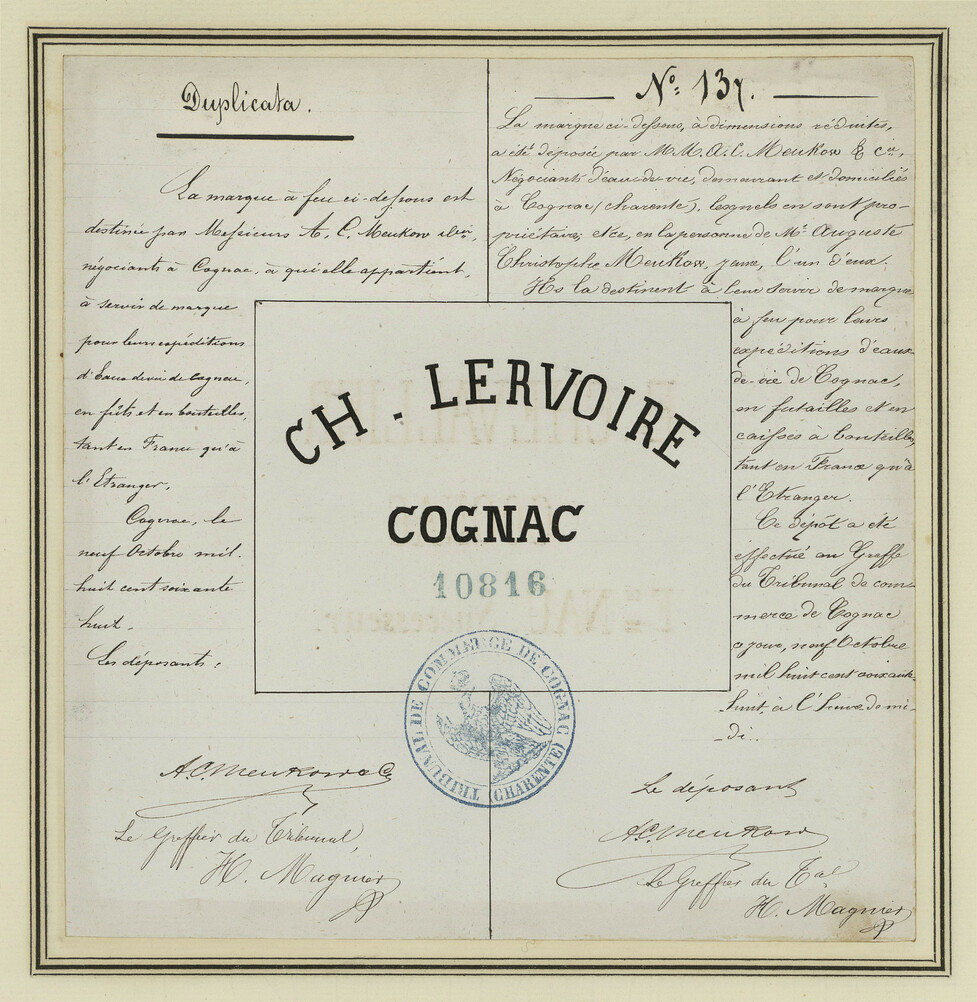 Duplicata.
La marque à feu ci-dessous est
destinée par Messieurs A. C. Meukow & Cie,
négociants à Cognac, à qui elle appartient,
à servir de marque
pour leurs expéditions
d'Eaux de vie de Cognac,
en fûts et en bouteilles,
tant en France qu'à
l'Etranger.
Cognac, le
neuf Octobre mil
huit cent soixante
huit.
Les déposants :
A.C. Meukow & Co
Le Greffier du Tribunal,
H. Magnier
No: 137.
La marque ci-dessous, à dimensions réduites,
a été déposée par M.M. A. C. Meukow & Cie,
Négociants d'eau-de-vie, demeurant et domiciliés
à Cognac (charente), lesquels en sont pro-
priétaires, et ce, en la personne de Mr. Auguste
Christophe Meukow, jeune, l'un d'eux.
Ils la destinent à leur servir de marque
à feu pour leurs
expéditions d'eaux-
de-vie de Cognac,
en futailles et en
caisses à bouteilles,
tant en France qu'à
l'Etranger.
Ce dépôt a été
effectué au Greffe
du Tribunal de com-
merce de Cognac
ce jour, neuf Octobre
mil huit cent soixante-
huit, à l'heure de mi-
-di.
Le déposant
A.C. Meukow
Le Greffier du Tal
H. Magnier
CH. LERVOIRE
COGNAC
10816
TRIBUNAL DE COMMERCE DE COGNAC
(CHARENTE)